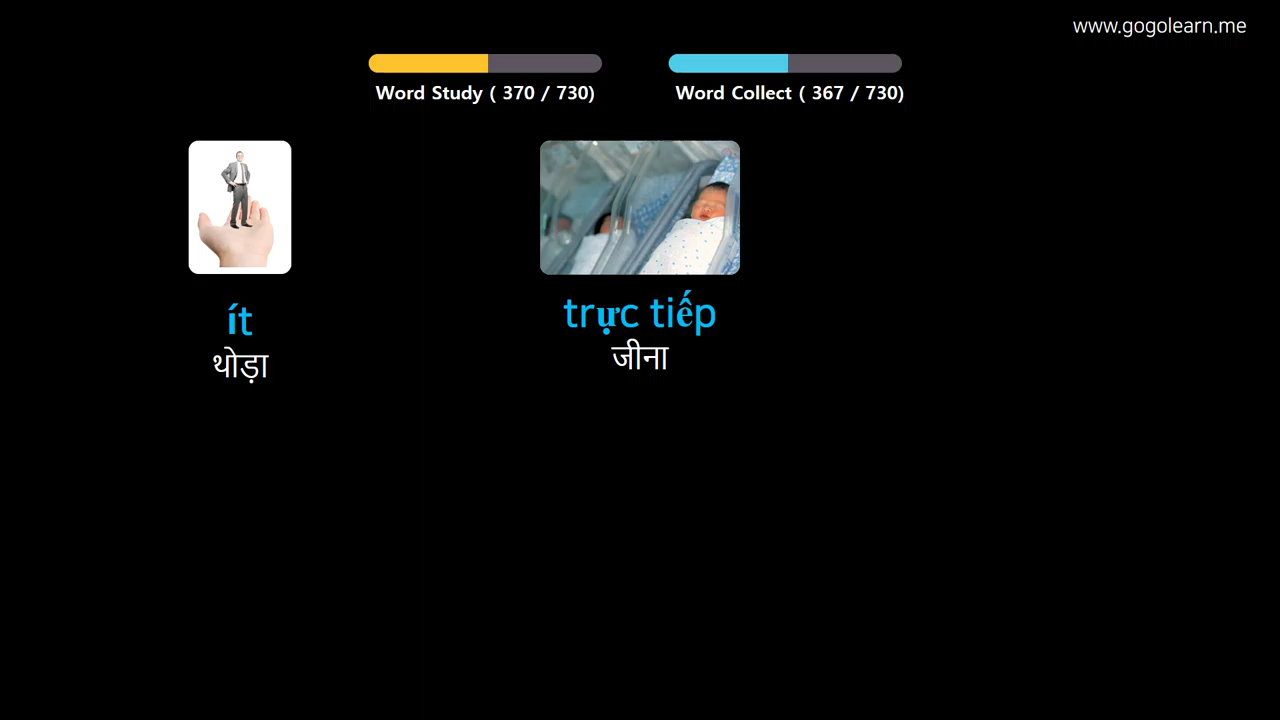 www.gogolearn.me
Word Study ( 370 / 730)
Word Collect ( 367 / 730)
ít
थोड़ा
trực tiếp
जीना